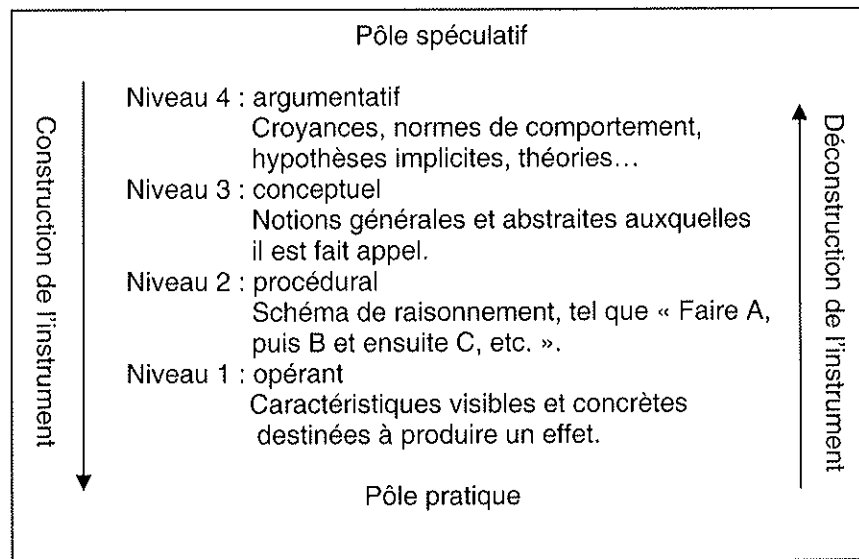 Pôle spéculatif
Construction de l'instrument
Niveau 4 : argumentatif
Croyances, normes de comportement,
hypothèses implicites, théories…
Niveau 3 : conceptuel
Notions générales et abstraites auxquelles
il est fait appel.
Niveau 2 : procédural
Schéma de raisonnement, tel que « Faire A,
puis B et ensuite C, etc. ».
Niveau 1 : opérant
Caractéristiques visibles et concrètes
destinées à produire un effet.
Déconstruction de l'instrument
Pôle pratique